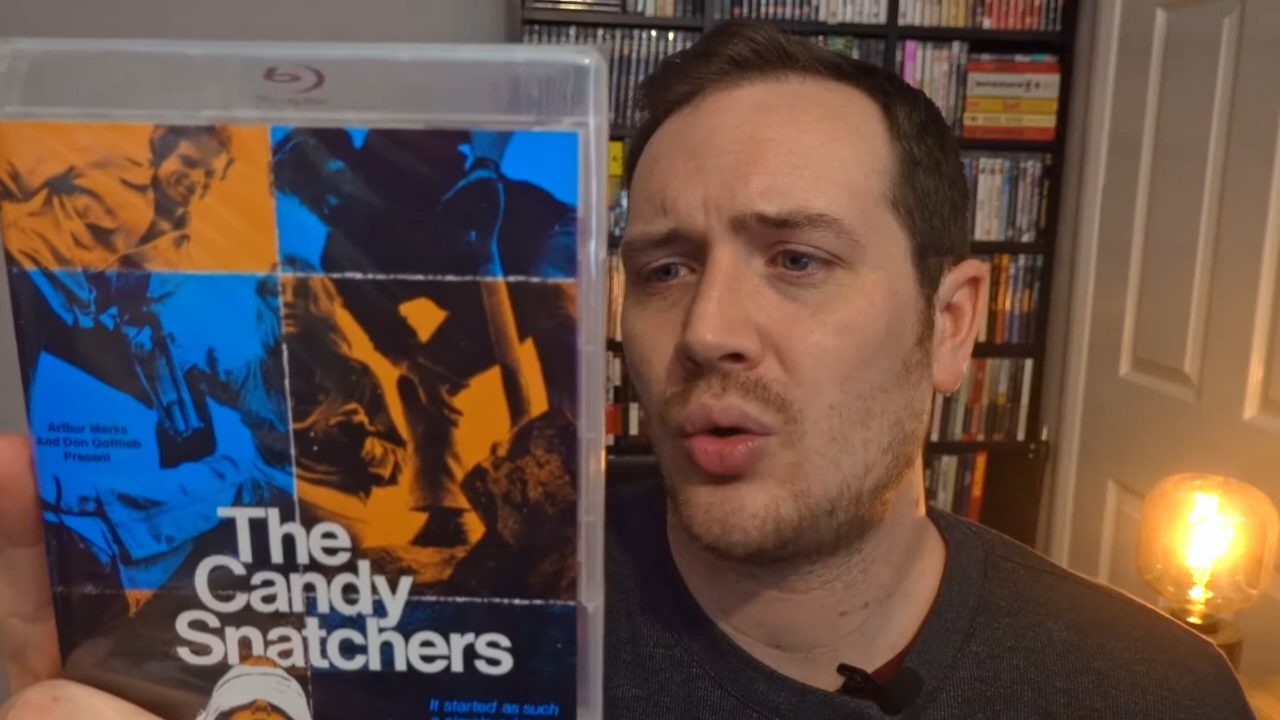 Arthur Marks
And Don Gottlieb
Present
The
Candy
Snatchers
It started as such